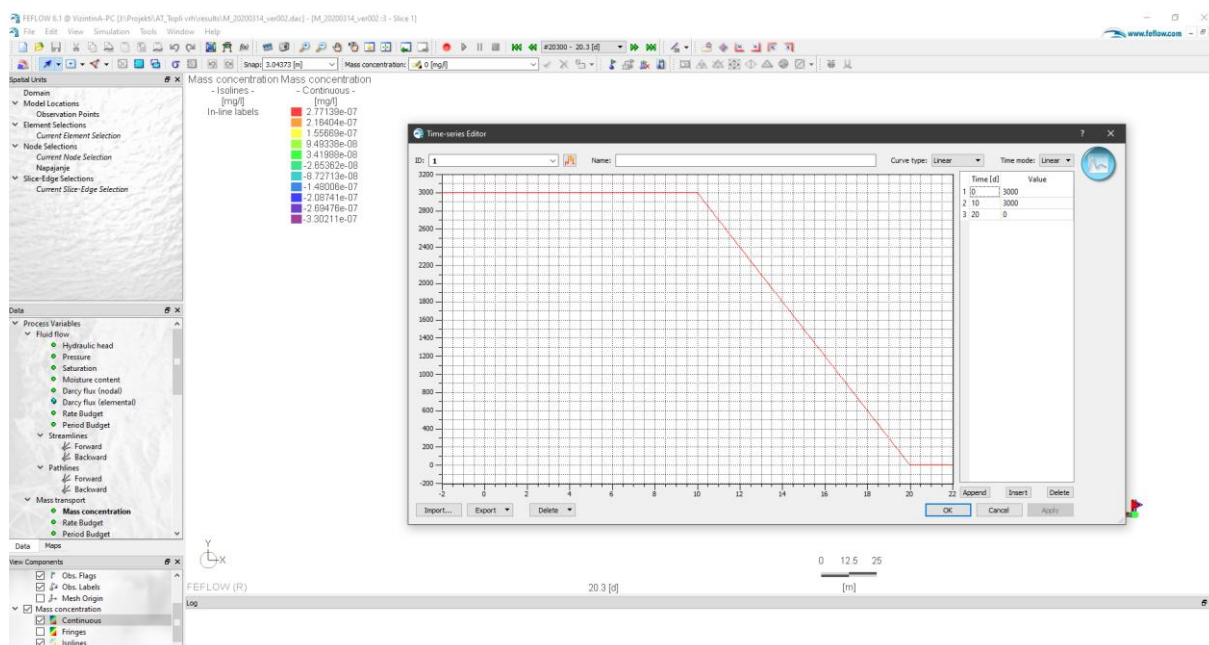 FEFLOW 6.1 @ VizintinA-PC [J:\Projekti\AT_Topli vrh\results\M_20200314_ver002.dac] - [M_20200314_ver002 :3 - Slice 1]
File Edit View Simulation Tools Window Help
www.feflow.com
#20300 - 20.3 [d]
Snap: 3.04373 [m]
Mass concentration: 0 [mg/l]
Spatial Units
Domain
Model Locations
Observation Points
Element Selections
Current Element Selection
Node Selections
Current Node Selection
Napajanje
Slice-Edge Selections
Current Slice-Edge Selection
Mass concentration Mass concentration
- Isolines - - Continuous -
[mg/l] [mg/l]
In-line labels 2.77139e-07
2.16404e-07
1.55669e-07
9.49338e-08
3.41988e-08
-2.65362e-08
-8.72713e-08
-1.48006e-07
-2.08741e-07
-2.69476e-07
-3.30211e-07
Time-series Editor ? X
ID: 1 Name: Curve type: Linear Time mode: Linear
Time [d] Value
1 0 3000
2 10 3000
3 20 0
3200
3000
2800
2600
2400
2200
2000
1800
1600
1400
1200
1000
800
600
400
200
0
-200
-2 0 2 4 6 8 10 12 14 16 18 20 22
Append Insert Delete
Import... Export Delete OK Cancel Apply
Data
Process Variables
Fluid flow
Hydraulic head
Pressure
Saturation
Moisture content
Darcy flux (nodal)
Darcy flux (elemental)
Rate Budget
Period Budget
Streamlines
Forward
Backward
Pathlines
Forward
Backward
Mass transport
Mass concentration
Rate Budget
Period Budget
Data Maps
View Components
Obs. Flags
Obs. Labels
Mesh Origin
Mass concentration
Continuous
Fringes
Isolines
Y
X
0 12.5 25
[m]
FEFLOW (R)
20.3 [d]
Log